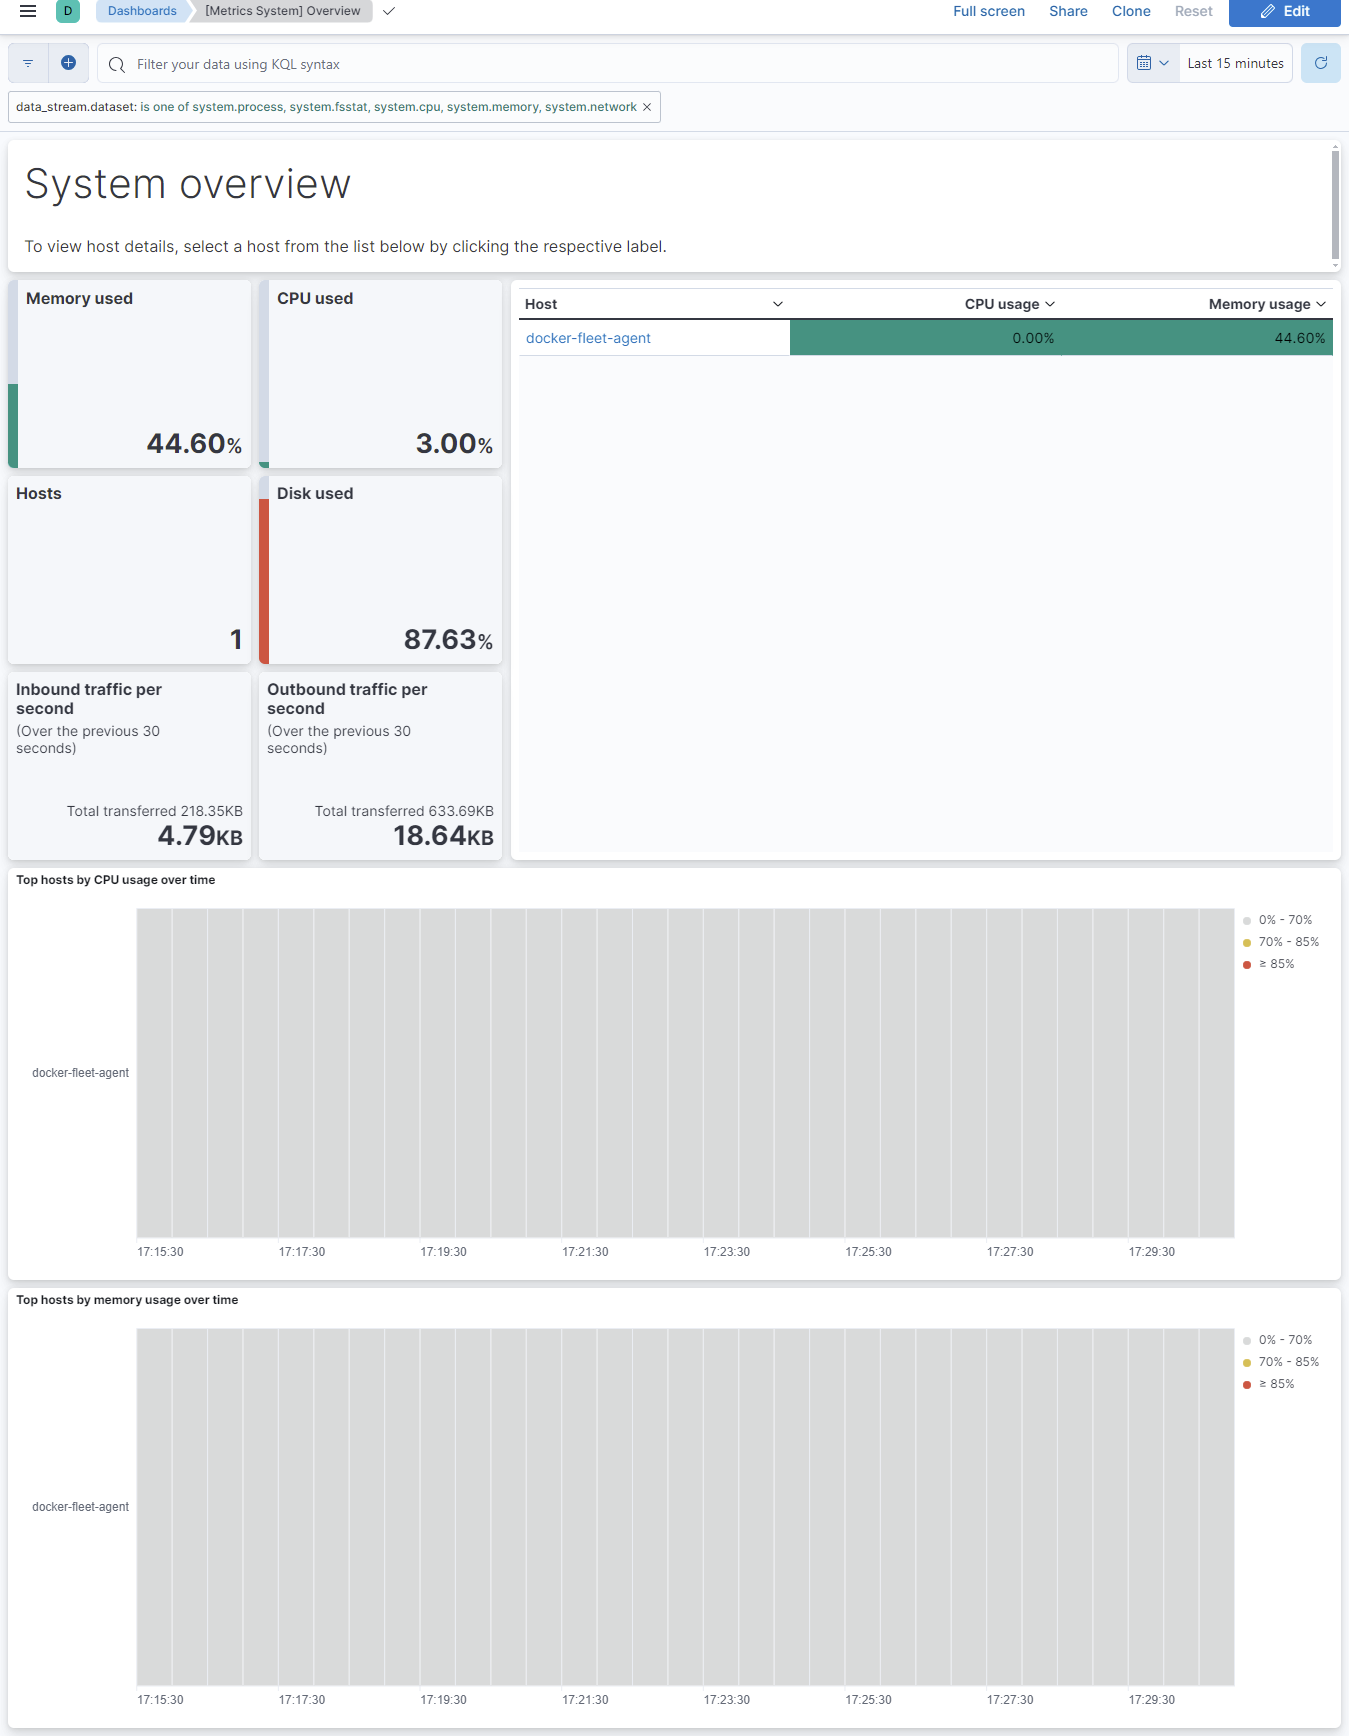 D
Dashboards
[Metrics System] Overview
Full screen
Share
Clone
Reset
Edit
Filter your data using KQL syntax
Last 15 minutes
data_stream.dataset: is one of system.process, system.fsstat, system.cpu, system.memory, system.network
System overview
To view host details, select a host from the list below by clicking the respective label.
Memory used
44.60%
CPU used
3.00%
Host
CPU usage
Memory usage
docker-fleet-agent
0.00%
44.60%
Hosts
1
Disk used
87.63%
Inbound traffic per
second
(Over the previous 30
seconds)
Total transferred 218.35KB
4.79KB
Outbound traffic per
second
(Over the previous 30
seconds)
Total transferred 633.69KB
18.64KB
Top hosts by CPU usage over time
0% - 70%
70% - 85%
≥ 85%
docker-fleet-agent
17:15:30
17:17:30
17:19:30
17:21:30
17:23:30
17:25:30
17:27:30
17:29:30
Top hosts by memory usage over time
0% - 70%
70% - 85%
≥ 85%
docker-fleet-agent
17:15:30
17:17:30
17:19:30
17:21:30
17:23:30
17:25:30
17:27:30
17:29:30